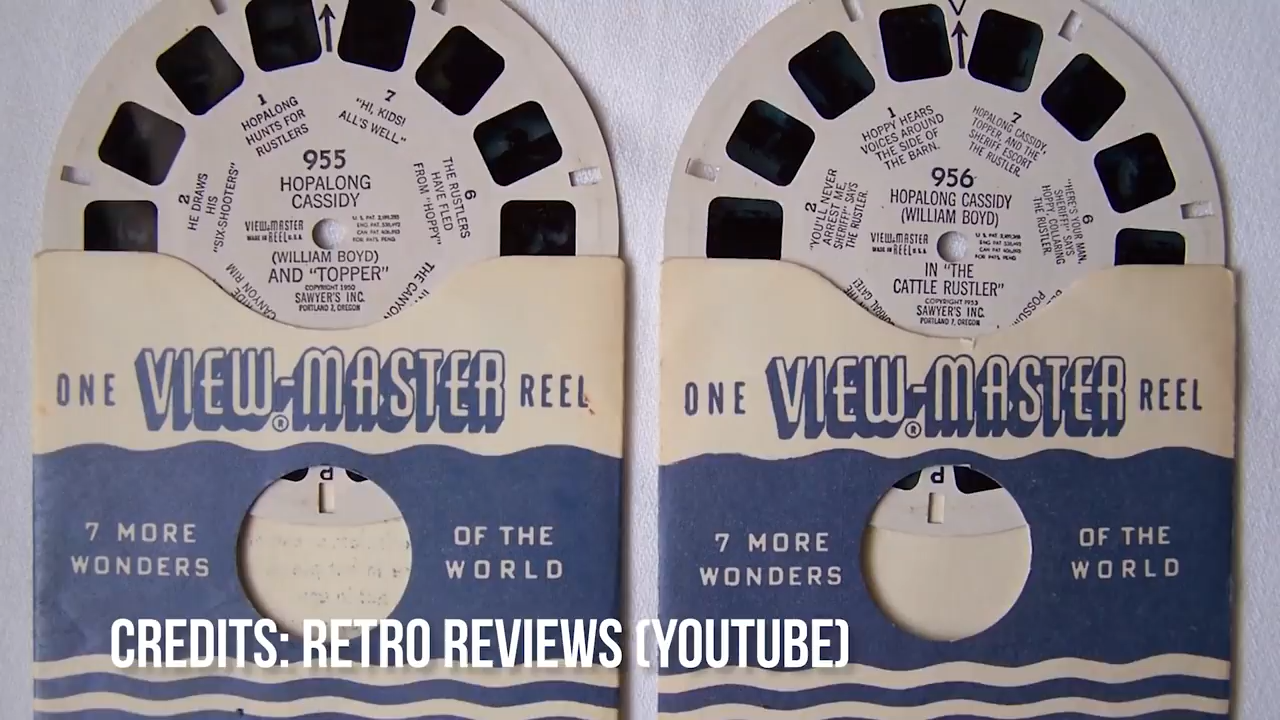 1
HOPALONG
HUNTS FOR
RUSTLERS
7
"HI, KIDS!
ALL'S WELL."
2
HE DRAWS
HIS
"SIX-SHOOTERS"
6
THE RUSTLERS
HAVE FLED
FROM "HOPPY"
955
HOPALONG
CASSIDY
VIEW-MASTER
MADE IN REEL U.S.A.
(WILLIAM BOYD)
AND "TOPPER"
COPYRIGHT 1950
SAWYER'S INC.
PORTLAND 7, OREGON
CANYON RIM
THE CANYON
ONE VIEW-MASTER® REEL
7 MORE
WONDERS
OF THE
WORLD
1
HOPPY HEARS
VOICES AROUND
THE SIDE OF
THE BARN.
7
HOPALONG CASSIDY,
TOPPER, AND THE
SHERIFF ESCORT
THE RUSTLER.
2
"YOU'LL NEVER
ARREST ME,
SHERIFF!" SAYS
THE RUSTLER.
6
"HERE'S YOUR MAN,
SHERIFF!" SAYS
HOPPY, COLLARING
THE RUSTLER.
956
HOPALONG CASSIDY
(WILLIAM BOYD)
VIEW-MASTER
MADE IN REEL U.S.A.
IN "THE
CATTLE RUSTLER"
COPYRIGHT 1953
SAWYER'S INC.
PORTLAND 7, OREGON
ONE VIEW-MASTER® REEL
7 MORE
WONDERS
OF THE
WORLD
CREDITS: RETRO REVIEWS (YOUTUBE)